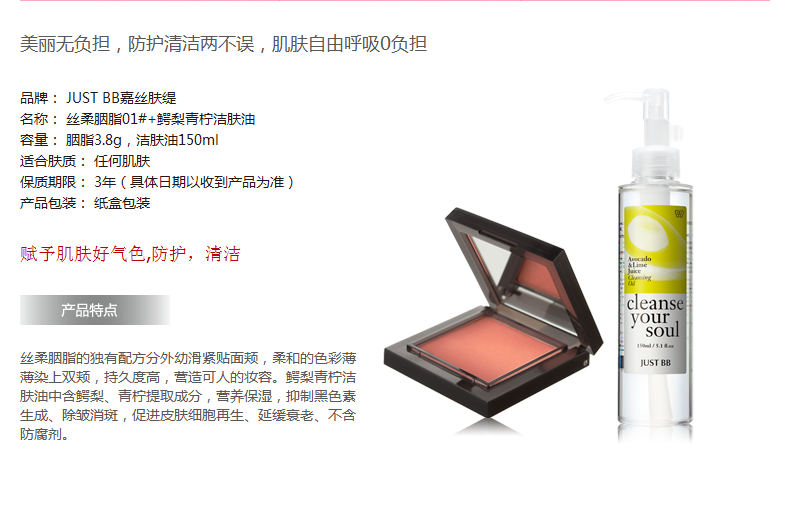 美丽无负担，防护清洁两不误，肌肤自由呼吸0负担
品牌： JUST BB嘉丝肤缇
名称： 丝柔胭脂01#+鳄梨青柠洁肤油
容量： 胭脂3.8g，洁肤油150ml
适合肤质： 任何肌肤
保质期限： 3年（具体日期以收到产品为准）
产品包装： 纸盒包装
赋予肌肤好气色,防护，清洁
产品特点
丝柔胭脂的独有配方分外幼滑紧贴面颊，柔和的色彩薄
薄染上双颊，持久度高，营造可人的妆容。鳄梨青柠洁
肤油中含鳄梨、青柠提取成分，营养保湿，抑制黑色素
生成、除皱消斑，促进皮肤细胞再生、延缓衰老、不含
防腐剂。
Avocado
&Lime
Juice
Cleansing
Oil
cleanse
your
soul
150ml / 5.1 fl.oz
JUST BB